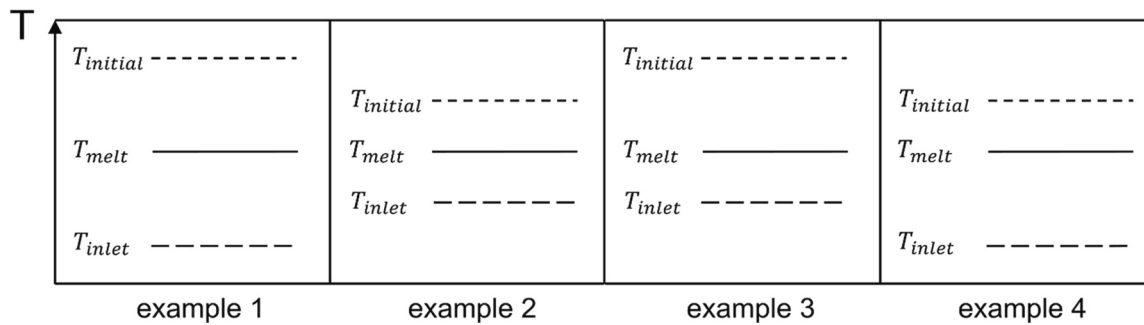 T
T_initial
T_melt
T_inlet
example 1
T_initial
T_melt
T_inlet
example 2
T_initial
T_melt
T_inlet
example 3
T_initial
T_melt
T_inlet
example 4